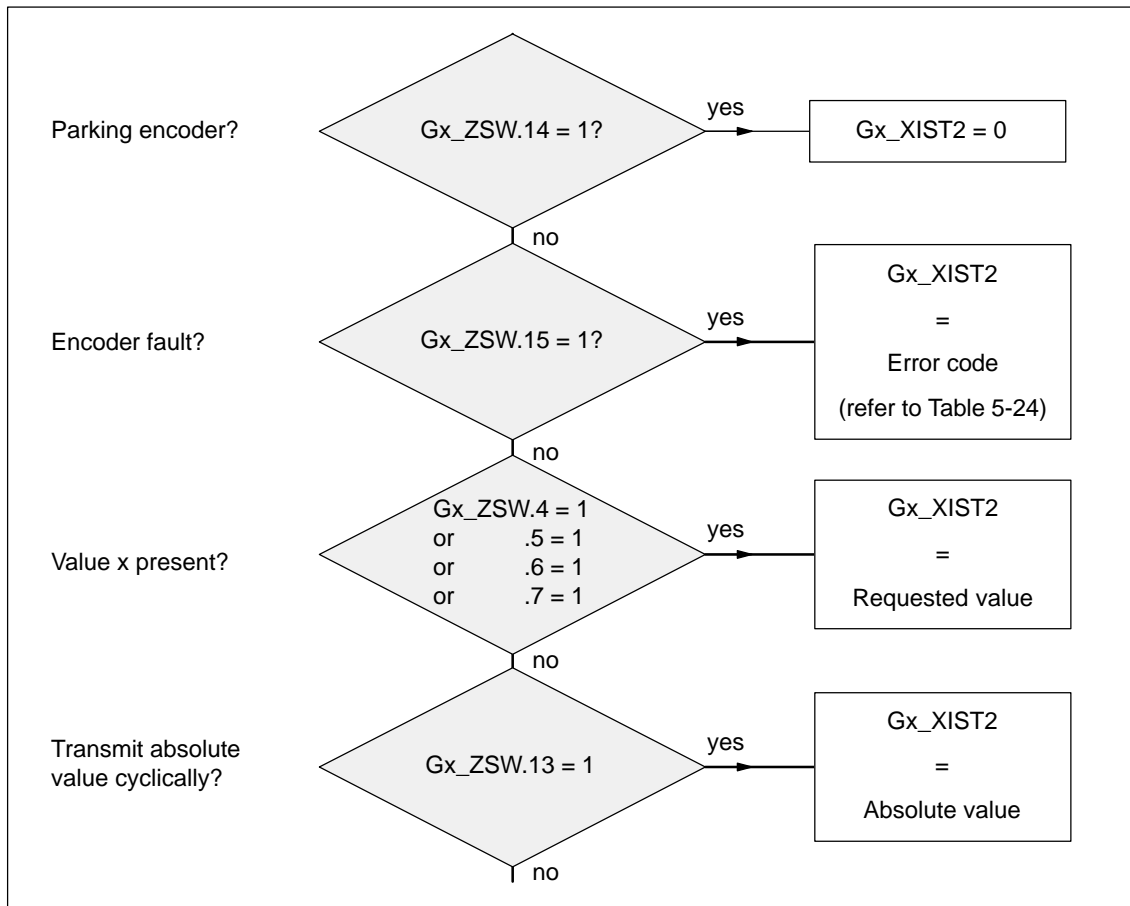 Parking encoder?
Gx_ZSW.14 = 1?
yes
Gx_XIST2 = 0
no
Encoder fault?
Gx_ZSW.15 = 1?
yes
Gx_XIST2
=
Error code
(refer to Table 5-24)
no
Value x present?
Gx_ZSW.4 = 1
or .5 = 1
or .6 = 1
or .7 = 1
yes
Gx_XIST2
=
Requested value
no
Transmit absolute
value cyclically?
Gx_ZSW.13 = 1
yes
Gx_XIST2
=
Absolute value
no